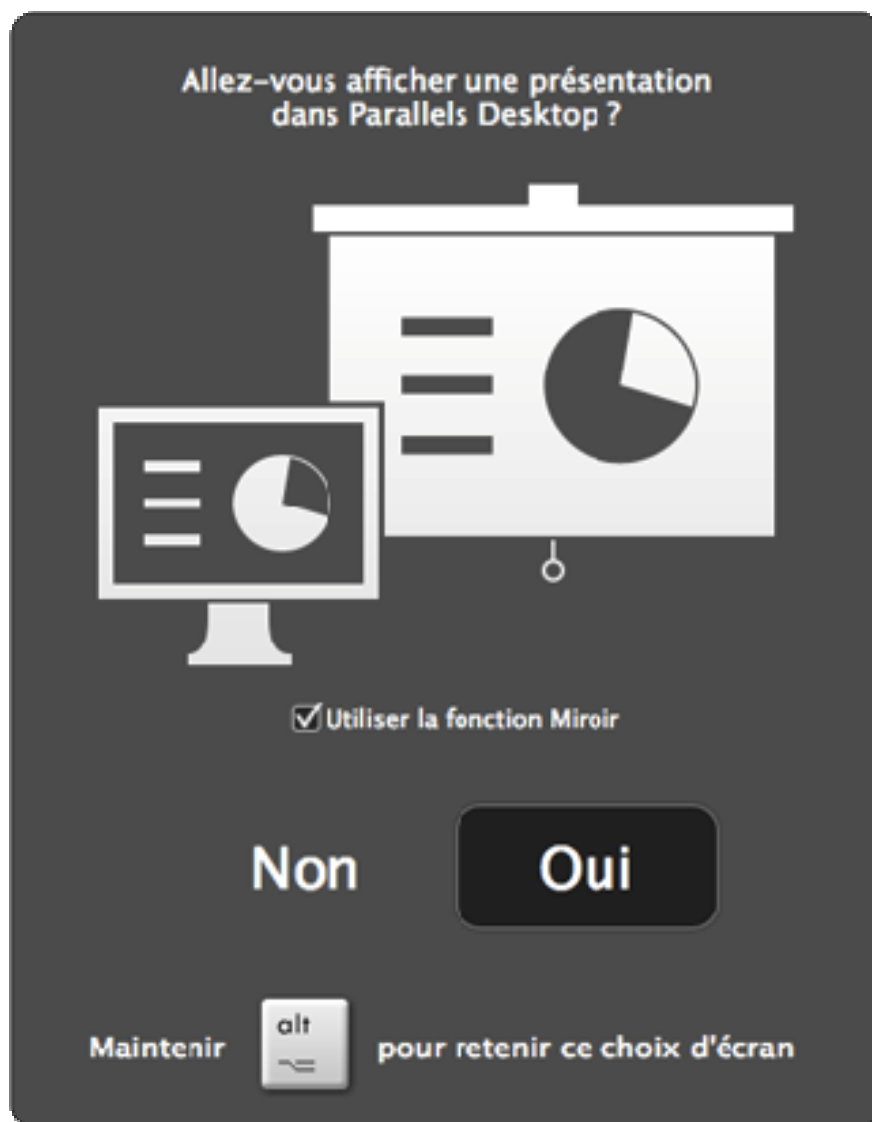 Allez-vous afficher une présentation
dans Parallels Desktop ?
Utiliser la fonction Miroir
Non
Oui
Maintenir alt pour retenir ce choix d'écran